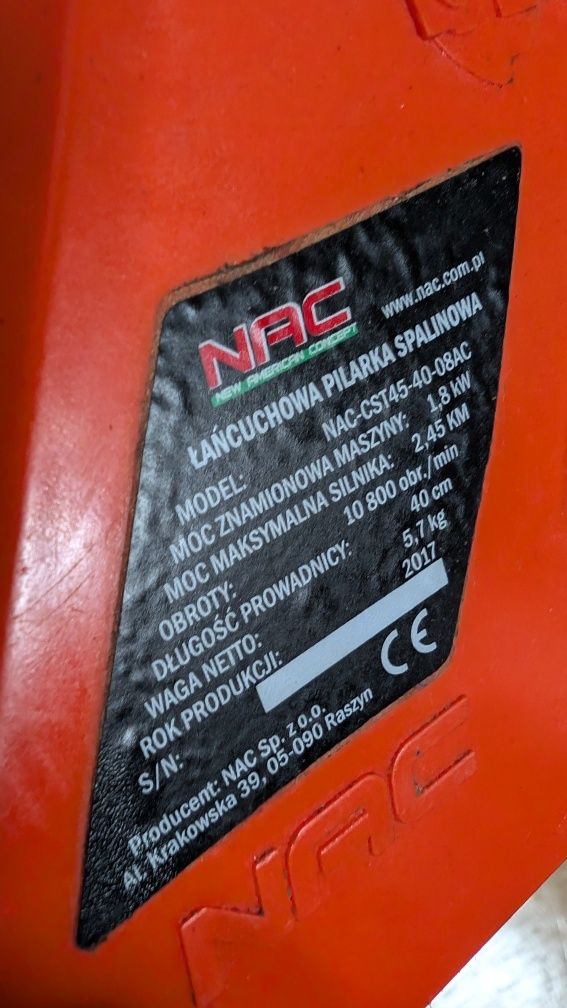 NAC
NEW AMERICAN CONCEPT
www.nac.com.pl
ŁAŃCUCHOWA PILARKA SPALINOWA
MODEL: NAC-CST45-40-08AC
MOC ZNAMIONOWA MASZYNY: 1,8 kW
MOC MAKSYMALNA SILNIKA: 2,45 KM
OBROTY: 10 800 obr./min
DŁUGOŚĆ PROWADNICY: 40 cm
WAGA NETTO: 5,7 kg
ROK PRODUKCJI: 2017
S/N:
CE
Producent: NAC Sp. z o.o.
Al. Krakowska 39, 05-090 Raszyn
NAC